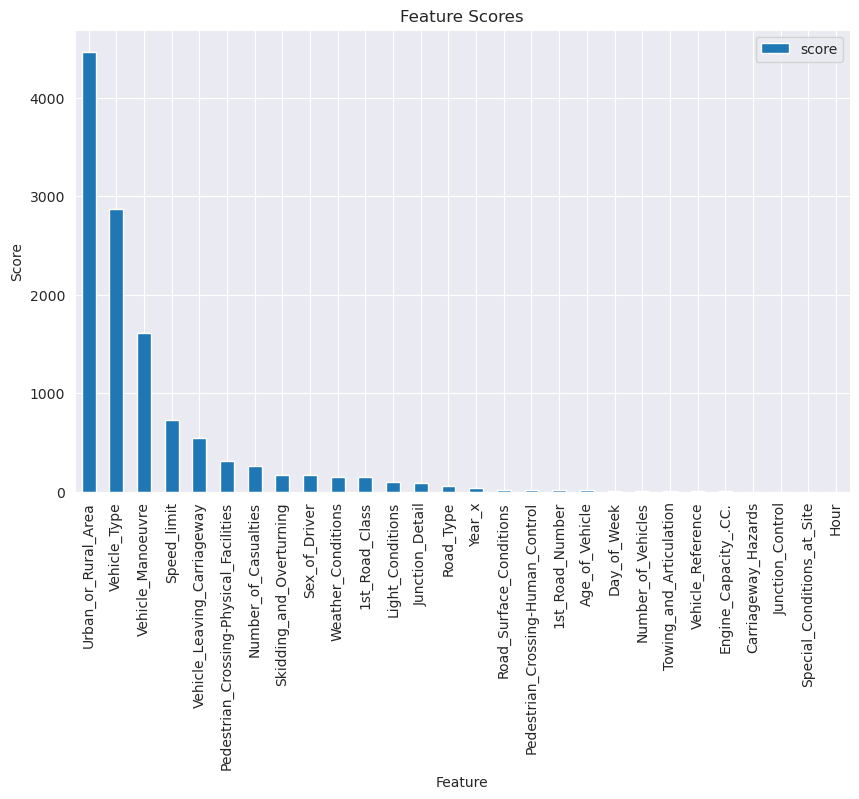 Feature Scores
score
Score
4000
3000
2000
1000
0
Urban_or_Rural_Area
Vehicle_Type
Vehicle_Manoeuvre
Speed_limit
Vehicle_Leaving_Carriageway
Pedestrian_Crossing-Physical_Facilities
Number_of_Casualties
Skidding_and_Overturning
Sex_of_Driver
Weather_Conditions
1st_Road_Class
Light_Conditions
Junction_Detail
Road_Type
Year_x
Road_Surface_Conditions
Pedestrian_Crossing-Human_Control
1st_Road_Number
Age_of_Vehicle
Day_of_Week
Number_of_Vehicles
Towing_and_Articulation
Vehicle_Reference
Engine_Capacity_.CC.
Carriageway_Hazards
Junction_Control
Special_Conditions_at_Site
Hour
Feature